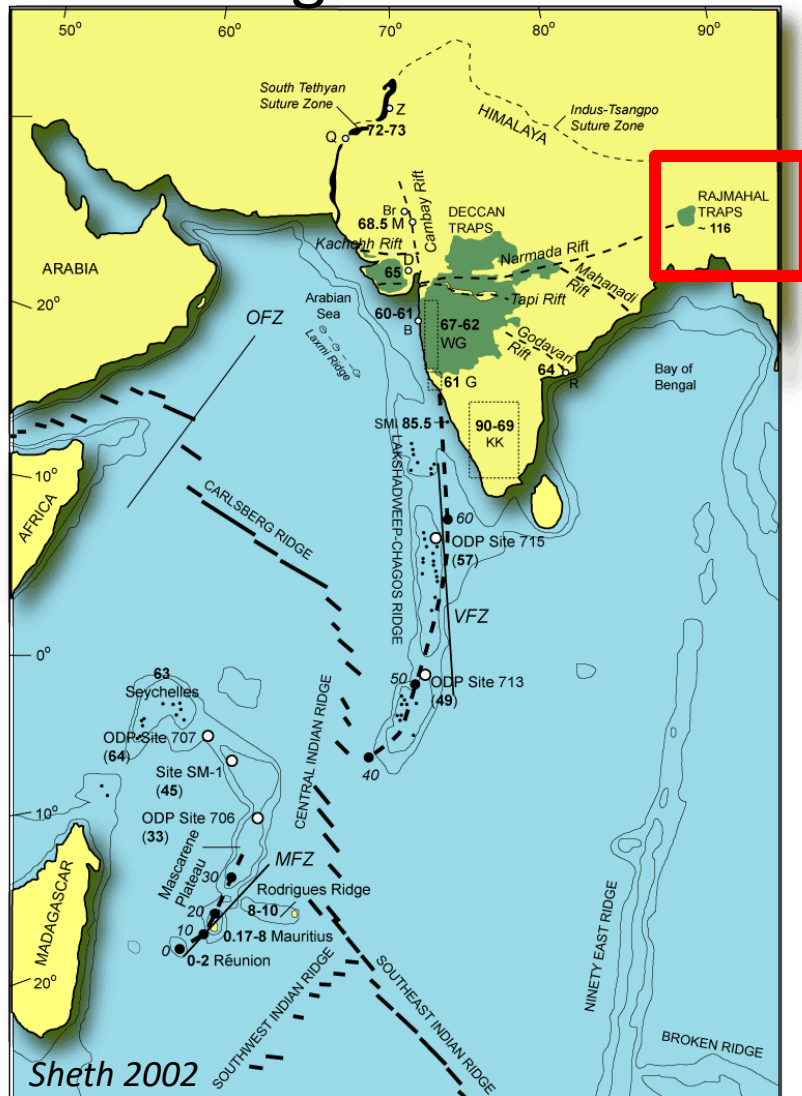 50°
60°
70°
80°
90°
South Tethyan
Suture Zone
Z
Q
72-73
HIMALAYA
Indus-Tsangpo
Suture Zone
Br
68.5 M
Cambay Rift
DECCAN
TRAPS
RAJMAHAL
TRAPS
~ 116
Kachchh Rift
D
65
Narmada Rift
Mahanadi
Rift
ARABIA
20°
OFZ
Arabian
Sea
Laxmi Ridge
60-61
B
67-62
WG
Tapi Rift
Godavari
Rift
64
R
Bay of
Bengal
61 G
SMI 85.5
90-69
KK
10°
AFRICA
CARLSBERG RIDGE
LAKSHADWEEP-CHAGOS RIDGE
60
ODP Site 715
(57)
VFZ
0°
50
ODP Site 713
(49)
40
63
Seychelles
ODP Site 707
(64)
Site SM-1
(45)
ODP Site 706
(33)
CENTRAL INDIAN RIDGE
10°
MADAGASCAR
Mascarene
Plateau
30
MFZ
Rodrigues Ridge
8-10
20
10
0.17-8 Mauritius
0
0-2 Réunion
20°
SOUTHWEST INDIAN RIDGE
SOUTHEAST INDIAN RIDGE
NINETY EAST RIDGE
BROKEN RIDGE
Sheth 2002